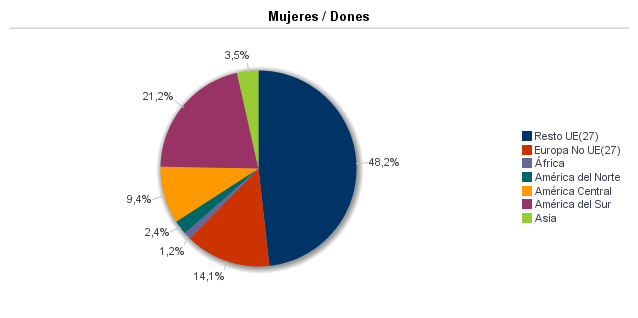 Mujeres / Dones
3,5%
21,2%
48,2%
9,4%
2,4%
1,2%
14,1%
Resto UE(27)
Europa No UE(27)
África
América del Norte
América Central
América del Sur
Asia